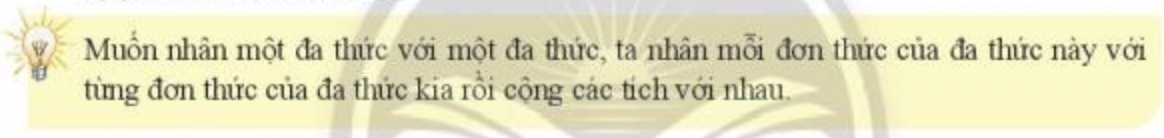 Muốn nhân một đa thức với một đa thức, ta nhân mỗi đơn thức của đa thức này với
từng đơn thức của đa thức kia rồi cộng các tích với nhau.